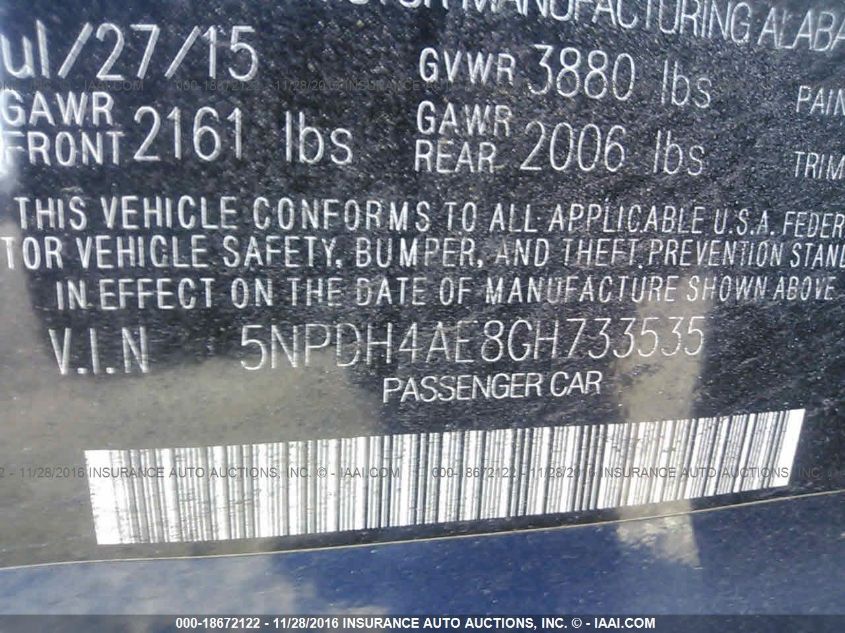 MANUFACTURING ALABA
ul/27/15 GVWR 3880 lbs PAIN
GAWR FRONT 2161 lbs GAWR REAR 2006 lbs TRIM
THIS VEHICLE CONFORMS TO ALL APPLICABLE U.S.A. FEDER
TOR VEHICLE SAFETY, BUMPER, AND THEFT PREVENTION STAND
IN EFFECT ON THE DATE OF MANUFACTURE SHOWN ABOVE
V.I.N 5NPDH4AE8GH733535
PASSENGER CAR
000-18672122 - 11/28/2016 INSURANCE AUTO AUCTIONS, INC. © - IAAI.COM